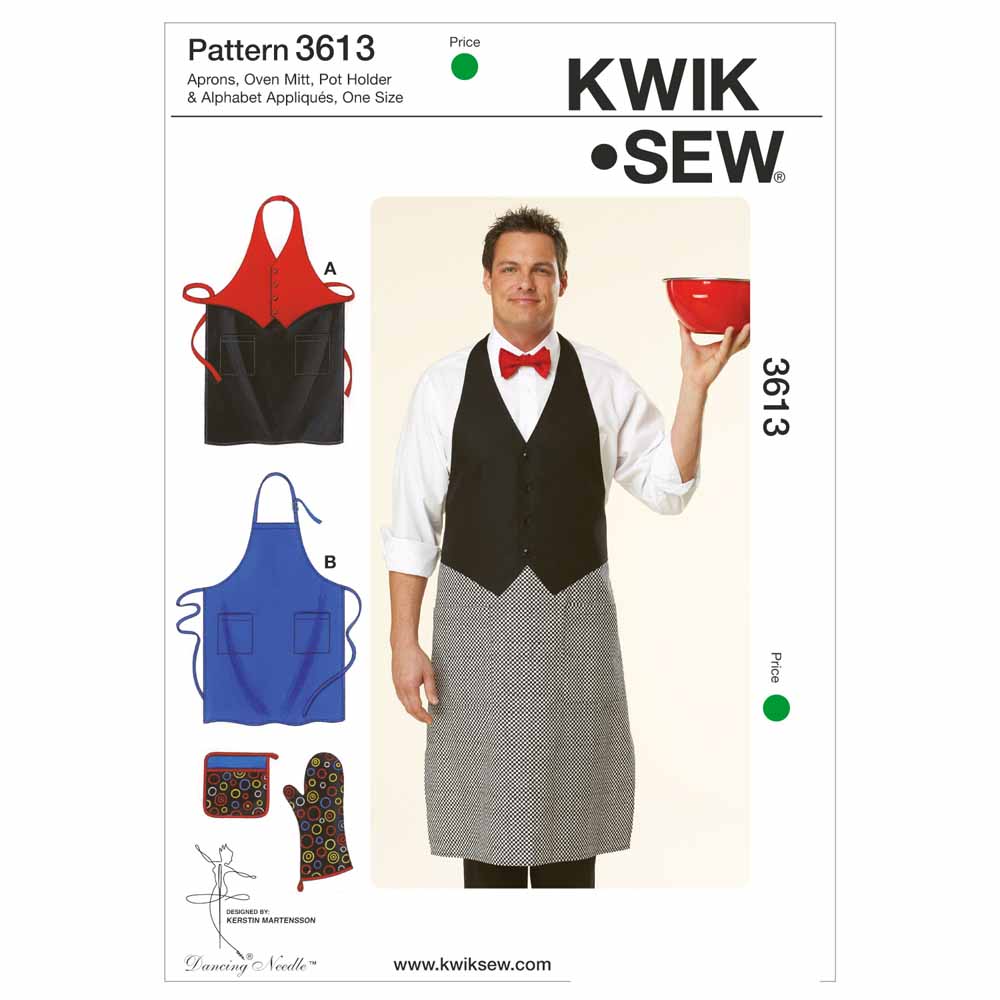 Pattern 3613
Aprons, Oven Mitt, Pot Holder
& Alphabet Appliqués, One Size
Price
KWIK
•SEW®
A
3613
B
Price
DESIGNED BY:
KERSTIN MARTENSSON
Dancing Needle™
®
www.kwiksew.com